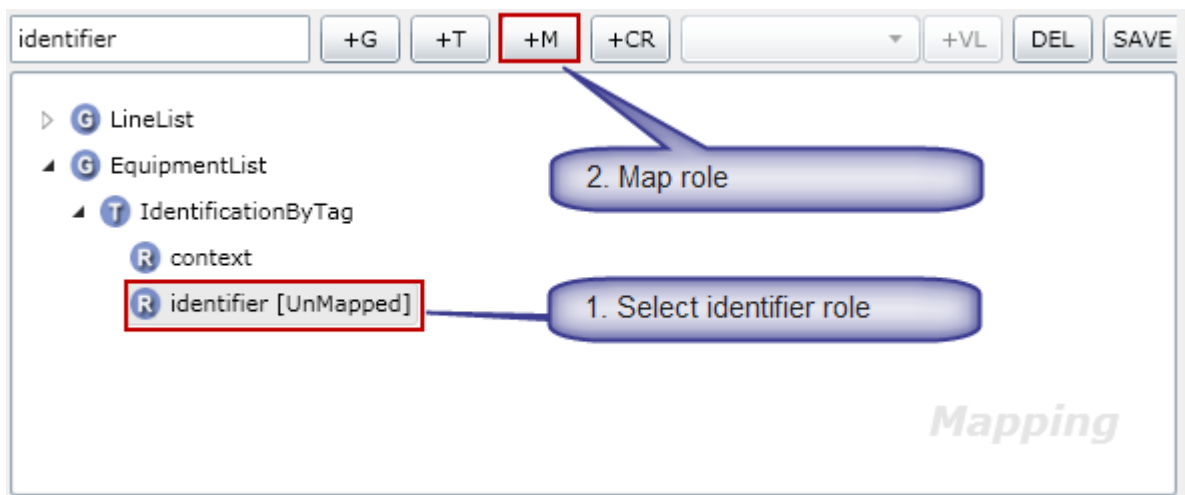 identifier +G +T +M +CR +VL DEL SAVE
G LineList
G EquipmentList
2. Map role
T IdentificationByTag
R context
R identifier [UnMapped]
1. Select identifier role
Mapping